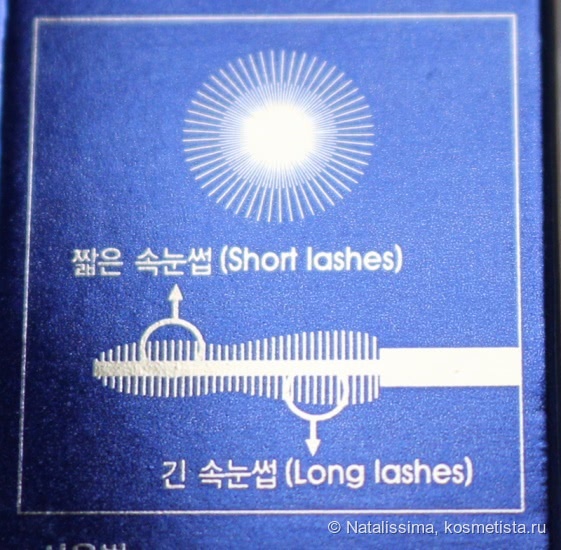 짧은 속눈썹 (Short lashes)
긴 속눈썹 (Long lashes)
© Natalissima, kosmetista.ru